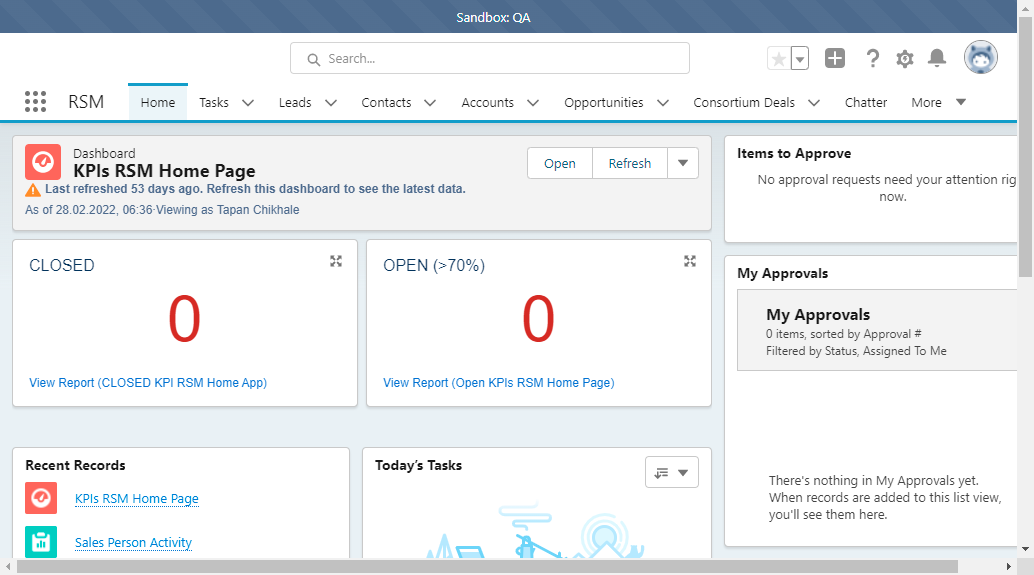 Sandbox: QA
Search...
RSM
Home
Tasks
Leads
Contacts
Accounts
Opportunities
Consortium Deals
Chatter
More
Dashboard
KPIs RSM Home Page
Last refreshed 53 days ago. Refresh this dashboard to see the latest data.
As of 28.02.2022, 06:36·Viewing as Tapan Chikhale
Open
Refresh
CLOSED
0
View Report (CLOSED KPI RSM Home App)
OPEN (>70%)
0
View Report (Open KPIs RSM Home Page)
Recent Records
KPIs RSM Home Page
Sales Person Activity
Today's Tasks
Items to Approve
No approval requests need your attention rig
now.
My Approvals
My Approvals
0 items, sorted by Approval #
Filtered by Status, Assigned To Me
There's nothing in My Approvals yet.
When records are added to this list view,
you'll see them here.